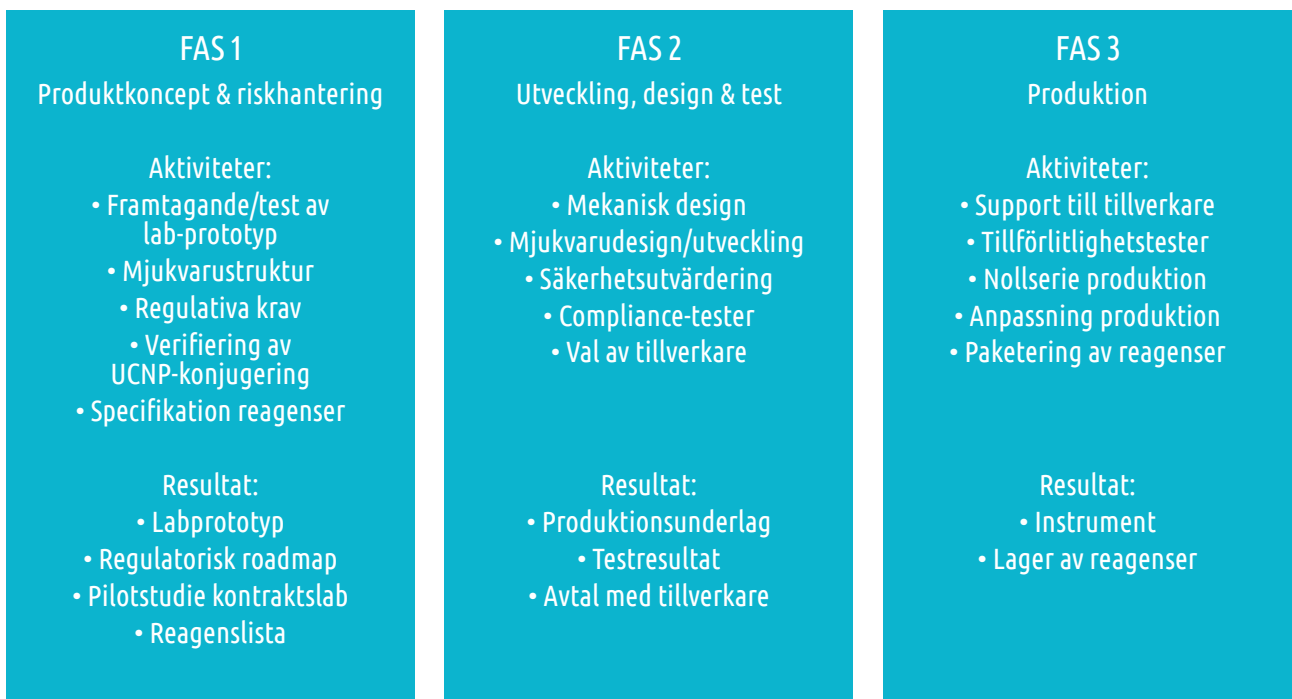 FAS 1
Produktkoncept & riskhantering
Aktiviteter:
• Framtagande/test av
lab-prototyp
• Mjukvarustruktur
• Regulativa krav
• Verifiering av
UCNP-konjugering
• Specifikation reagenser
Resultat:
• Labprototyp
• Regulatorisk roadmap
• Pilotstudie kontraktslab
• Reagenslista
FAS 2
Utveckling, design & test
Aktiviteter:
• Mekanisk design
• Mjukvarudesign/utveckling
• Säkerhetsutvärdering
• Compliance-tester
• Val av tillverkare
Resultat:
• Produktionsunderlag
• Testresultat
• Avtal med tillverkare
FAS 3
Produktion
Aktiviteter:
• Support till tillverkare
• Tillförlitlighetstester
• Nollserie produktion
• Anpassning produktion
• Paketering av reagenser
Resultat:
• Instrument
• Lager av reagenser